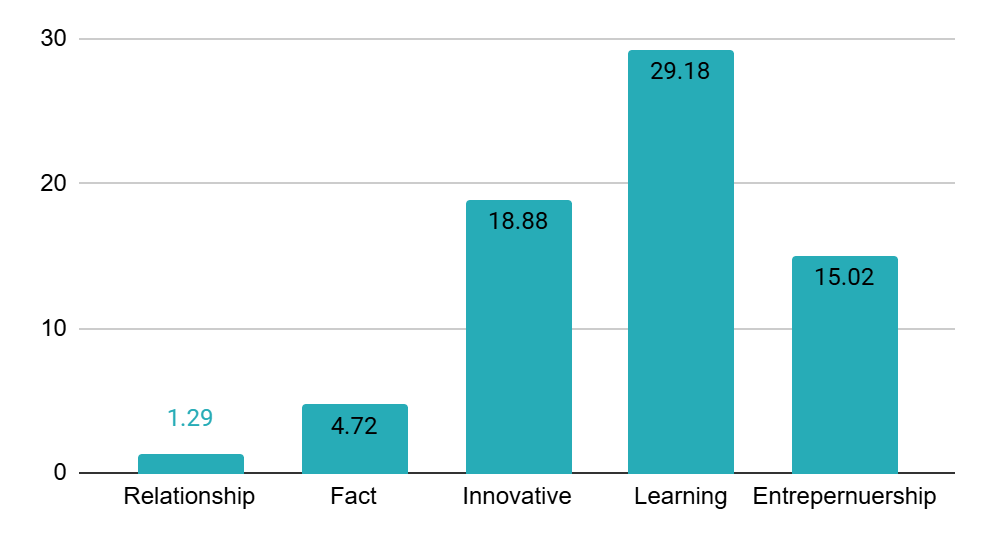 30
29.18
20
18.88
15.02
10
1.29
4.72
0
Relationship
Fact
Innovative
Learning
Entrepernuership